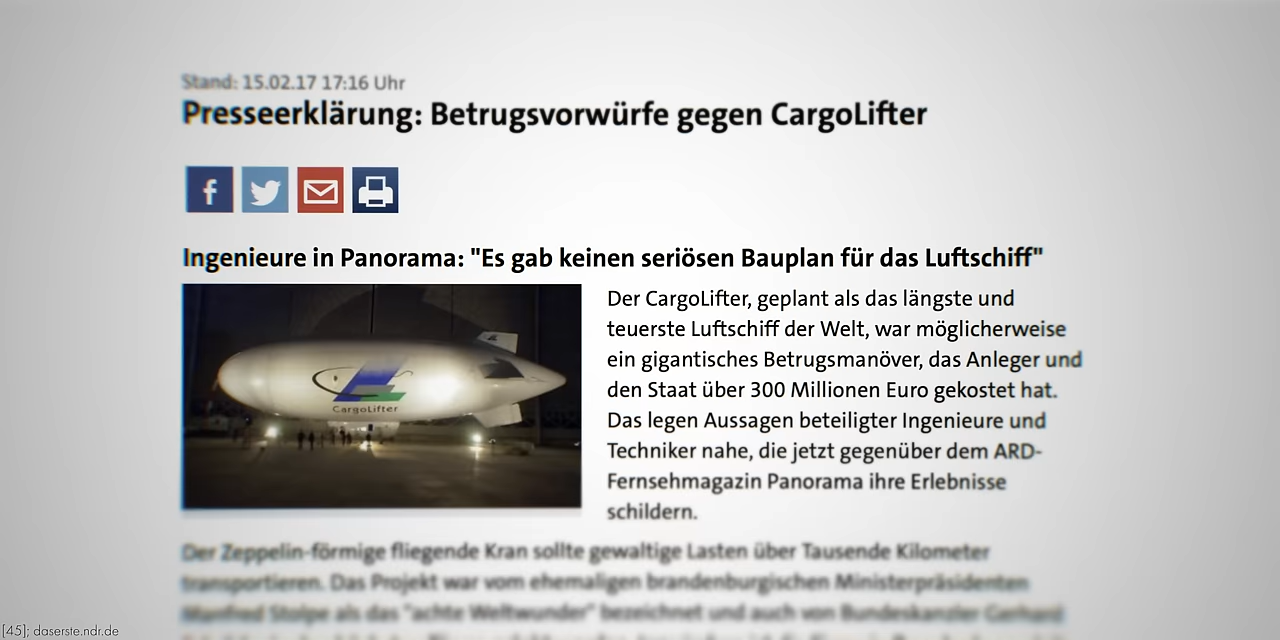 Stand: 15.02.17 17:16 Uhr
Presseerklärung: Betrugsvorwürfe gegen CargoLifter
Ingenieure in Panorama: "Es gab keinen seriösen Bauplan für das Luftschiff"
CargoLifter
Der CargoLifter, geplant als das längste und
teuerste Luftschiff der Welt, war möglicherweise
ein gigantisches Betrugsmanöver, das Anleger und
den Staat über 300 Millionen Euro gekostet hat.
Das legen Aussagen beteiligter Ingenieure und
Techniker nahe, die jetzt gegenüber dem ARD-
Fernsehmagazin Panorama ihre Erlebnisse
schildern.
Der Zeppelin-förmige fliegende Kran sollte gewaltige Lasten über Tausende Kilometer
transportieren. Das Projekt war vom ehemaligen brandenburgischen Ministerpräsidenten
Manfred Stolpe als das "achte Weltwunder" bezeichnet und auch von Bundeskanzler Gerhard
[45]; daserste.ndr.de